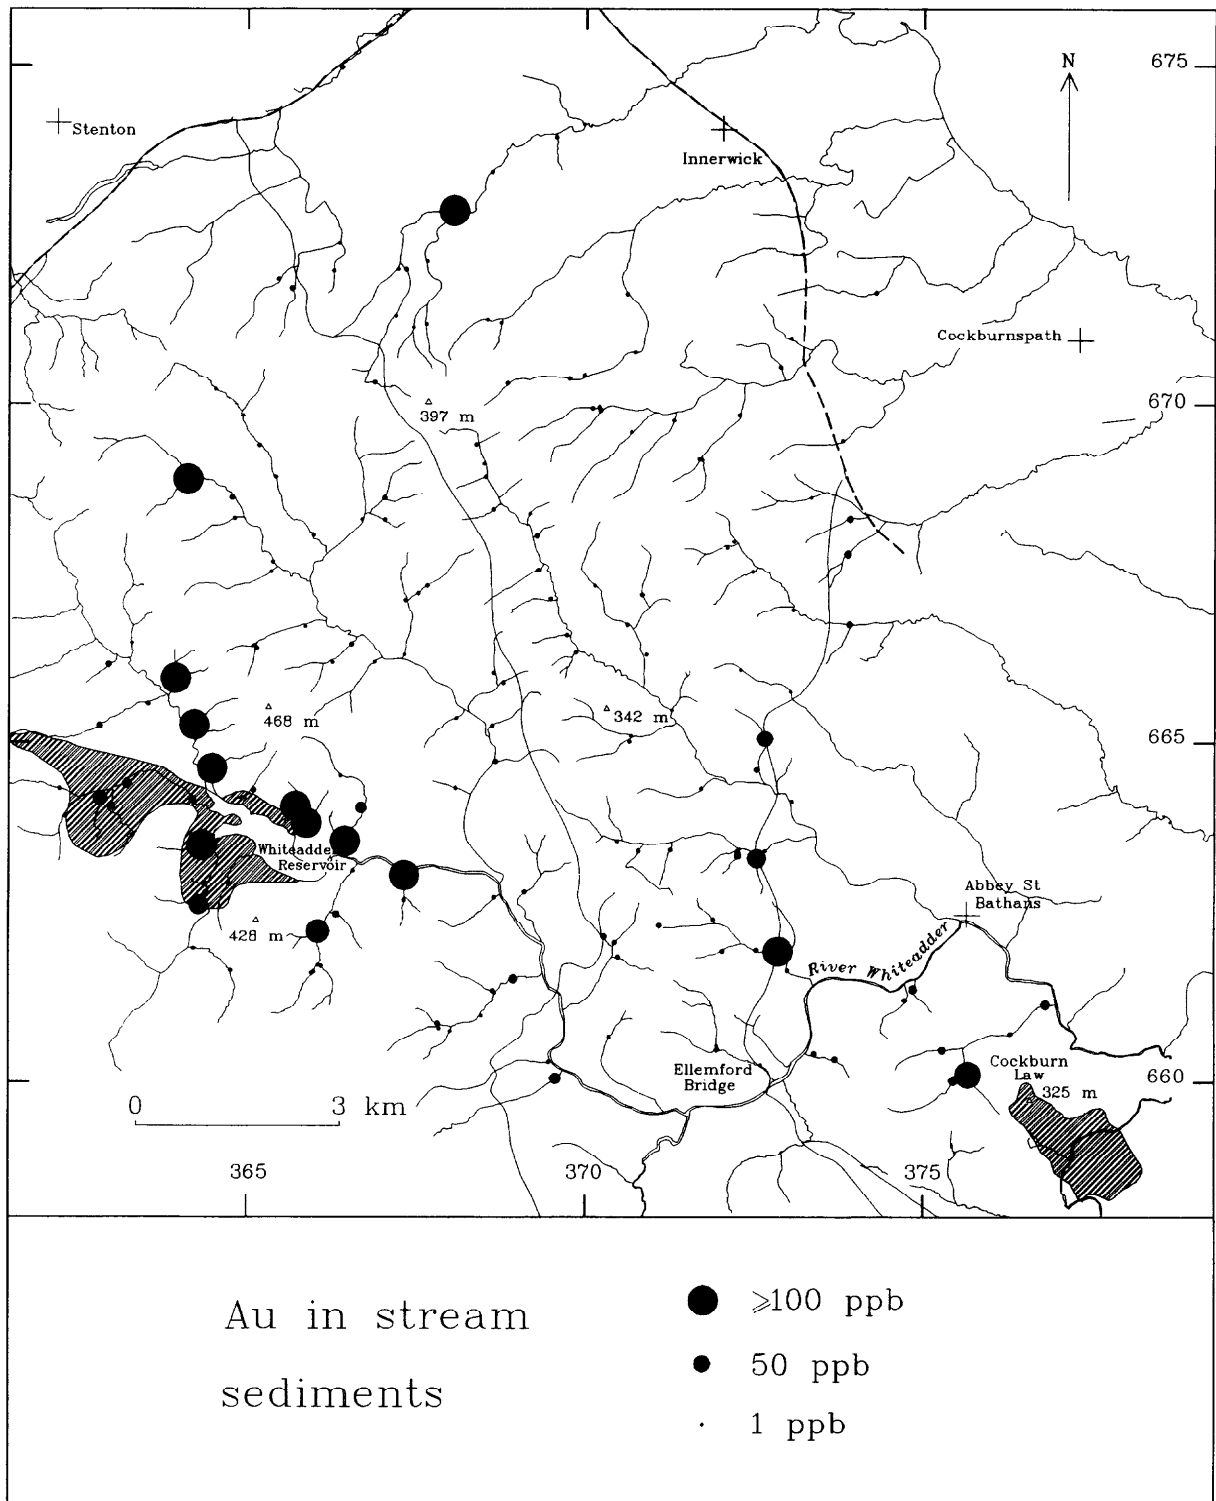 675
N
Stenton
Innerwick
Cockburnspath
397 m
670
342 m
468 m
665
Whiteadder
Reservoir
Abbey St
Bathans
428 m
River Whiteadder
Ellemford
Bridge
Cockburn
Law
660
325 m
0 3 km
365 370 375
Au in stream
sediments
⩾100 ppb
50 ppb
1 ppb